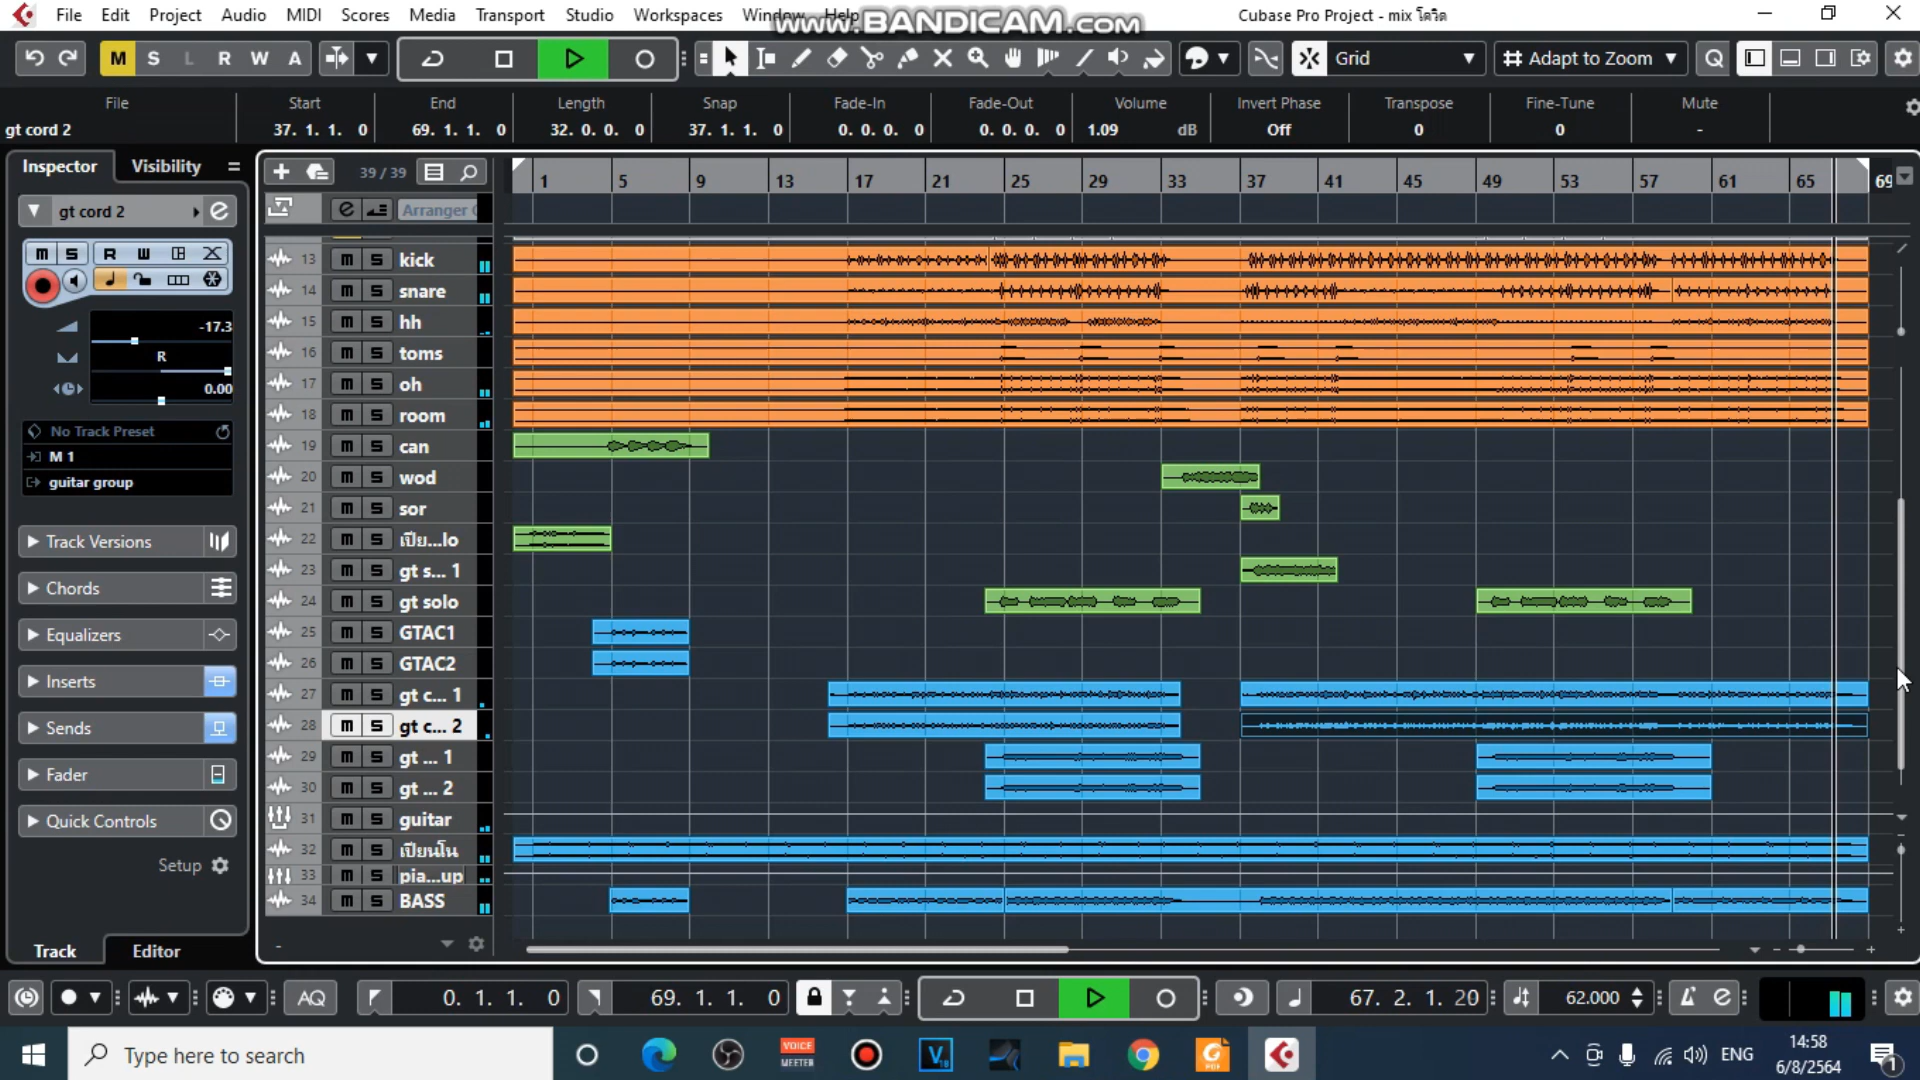 File Edit Project Audio MIDI Scores Media Transport Studio Workspaces Window Help
www.BANDICAM.com
Cubase Pro Project - mix โตวิด
M S L R W A
Grid
Adapt to Zoom
File Start End Length Snap Fade-In Fade-Out Volume Invert Phase Transpose Fine-Tune Mute
gt cord 2 37. 1. 1. 0 69. 1. 1. 0 32. 0. 0. 0 37. 1. 1. 0 0. 0. 0. 0 0. 0. 0. 0 1.09 dB Off 0 0 -
Inspector Visibility
39 / 39
1 5 9 13 17 21 25 29 33 37 41 45 49 53 57 61 65 69
gt cord 2
Arranger
m S R W
-17.3
R
0.00
No Track Preset
M 1
guitar group
Track Versions
Chords
Equalizers
Inserts
Sends
Fader
Quick Controls
Setup
Track Editor
13 m S kick
14 m S snare
15 m S hh
16 m S toms
17 m S oh
18 m S room
19 m S can
20 m S wod
21 m S sor
22 m S เปีย...lo
23 m S gt s... 1
24 m S gt solo
25 m S GTAC1
26 m S GTAC2
27 m S gt c... 1
28 m S gt c... 2
29 m S gt ... 1
30 m S gt ... 2
31 m S guitar
32 m S เปียนโน
33 m S pia...up
34 m S BASS
AQ
0. 1. 1. 0
69. 1. 1. 0
67. 2. 1. 20
62.000
Type here to search
VOICE
MEETER
V
PDF
ENG
14:58
6/8/2564
1